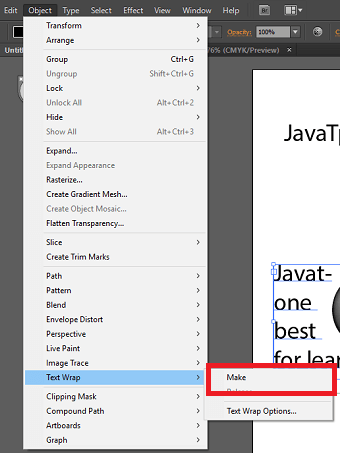 Edit Object Type Select Effect View Window Help Br
Untitl 76% (CMYK/Preview) ×
Opacity: 100%
Transform
Arrange
Group Ctrl+G
Ungroup Shift+Ctrl+G
Lock
Unlock All Alt+Ctrl+2
Hide
Show All Alt+Ctrl+3
Expand...
Expand Appearance
Rasterize...
Create Gradient Mesh...
Create Object Mosaic...
Flatten Transparency...
Slice
Create Trim Marks
Path
Pattern
Blend
Envelope Distort
Perspective
Live Paint
Image Trace
Text Wrap
Clipping Mask
Compound Path
Artboards
Graph
Make
Text Wrap Options...
JavaTp
Javat-
one
best
for lear